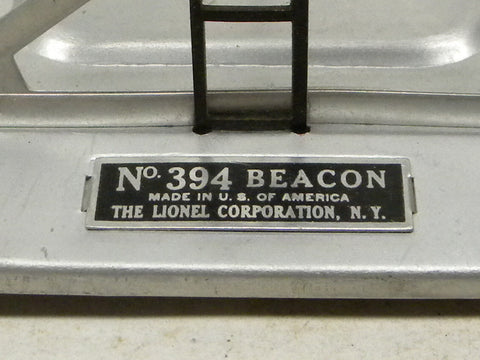 No. 394 BEACON
MADE IN U. S. OF AMERICA
THE LIONEL CORPORATION, N. Y.